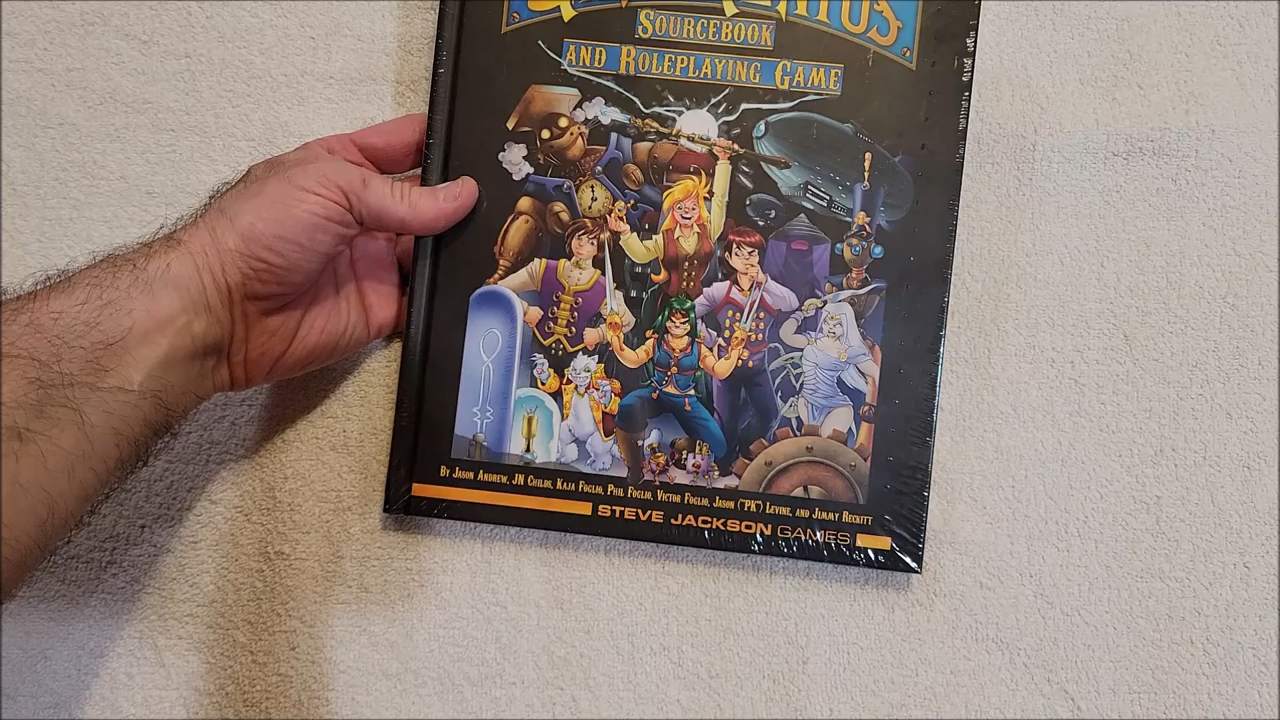 SOURCEBOOK
AND ROLEPLAYING GAME
BY JASON ANDREW, JN CHILDS, KAJA FOGLIO, PHIL FOGLIO, VICTOR FOGLIO, JASON ("PK") LEVINE, AND JIMMY RECKITT
STEVE JACKSON GAMES